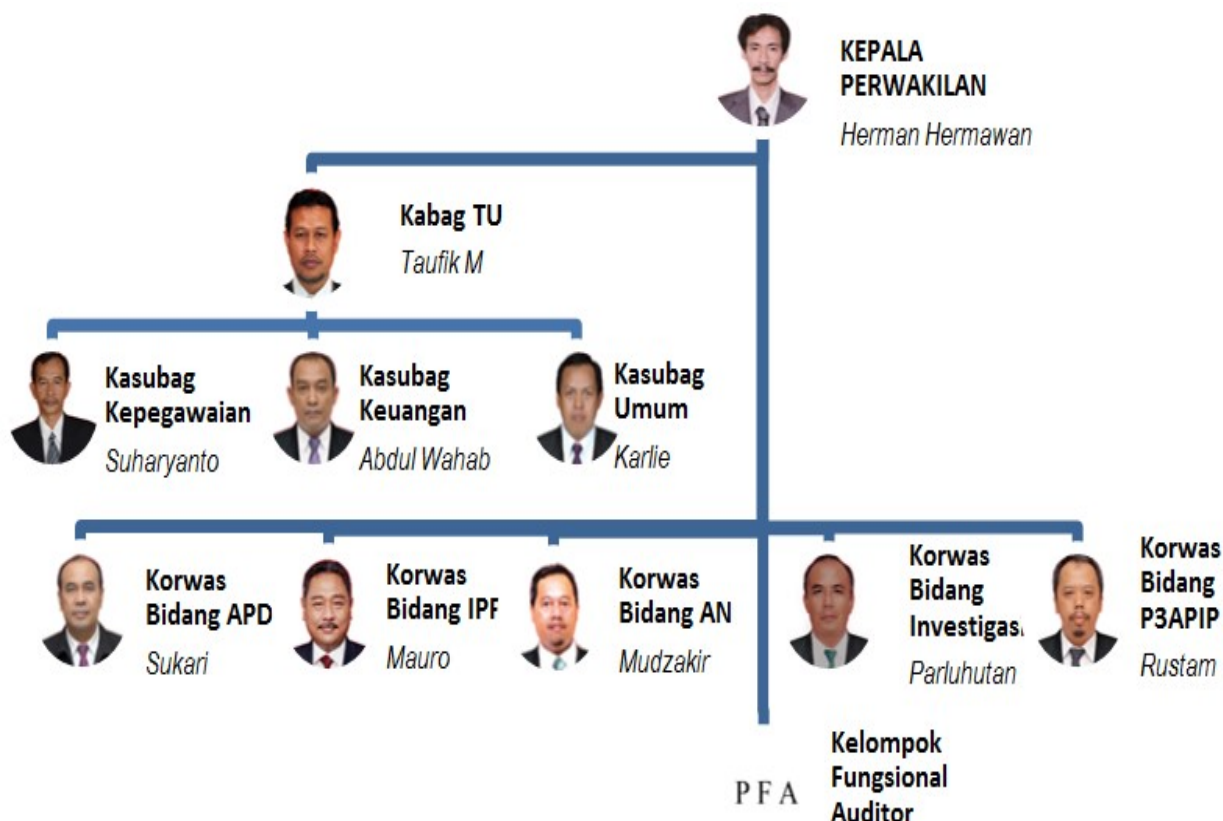 KEPALA
PERWAKILAN
Herman Hermawan
Kabag TU
Taufik M
Kasubag
Kepegawaian
Suharyanto
Kasubag
Keuangan
Abdul Wahab
Kasubag
Umum
Karlie
Korwas
Bidang APD
Sukari
Korwas
Bidang IPF
Mauro
Korwas
Bidang AN
Mudzakir
Korwas
Bidang
Investigasi
Parluhutan
Korwas
Bidang
P3APIP
Rustam
PFA
Kelompok
Fungsional
Auditor